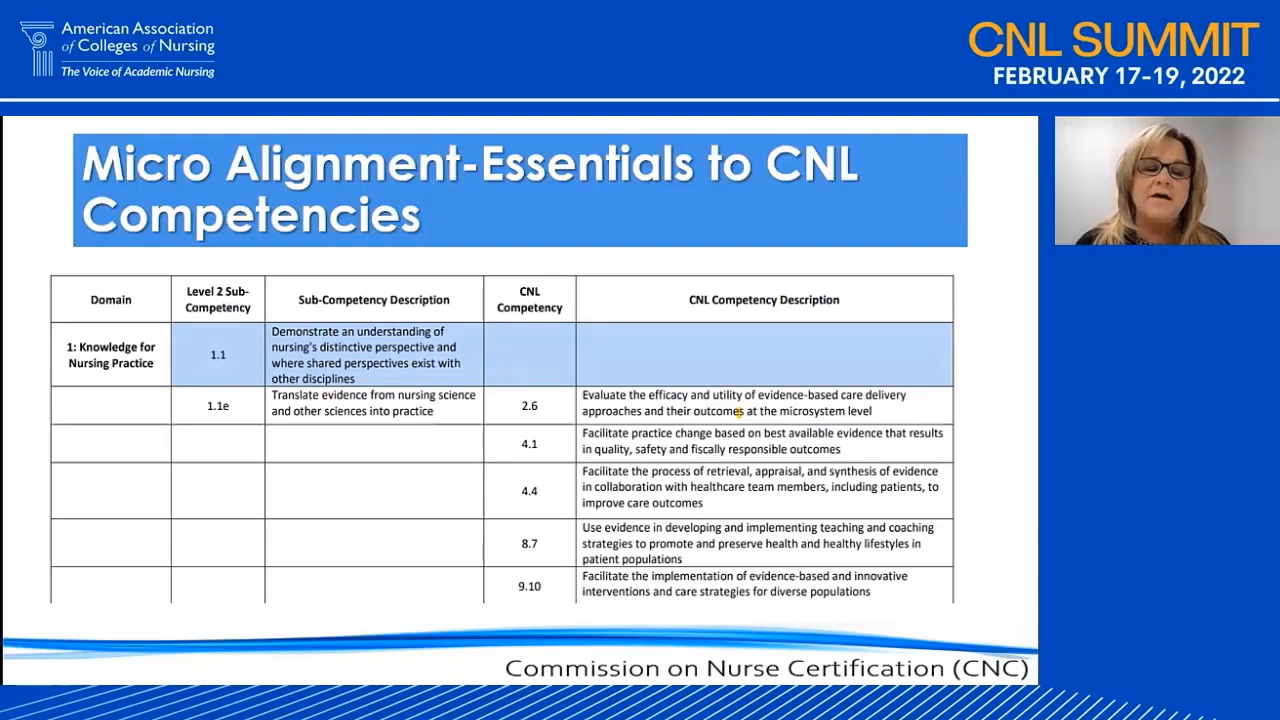 American Association
of Colleges of Nursing
The Voice of Academic Nursing
CNL SUMMIT
FEBRUARY 17-19, 2022
Micro Alignment-Essentials to CNL
Competencies
Domain
Level 2 Sub-
Competency
Sub-Competency Description
CNL
Competency
CNL Competency Description
1: Knowledge for
Nursing Practice
1.1
Demonstrate an understanding of
nursing's distinctive perspective and
where shared perspectives exist with
other disciplines
1.1e
Translate evidence from nursing science
and other sciences into practice
2.6
Evaluate the efficacy and utility of evidence-based care delivery
approaches and their outcomes at the microsystem level
4.1
Facilitate practice change based on best available evidence that results
in quality, safety and fiscally responsible outcomes
4.4
Facilitate the process of retrieval, appraisal, and synthesis of evidence
in collaboration with healthcare team members, including patients, to
improve care outcomes
8.7
Use evidence in developing and implementing teaching and coaching
strategies to promote and preserve health and healthy lifestyles in
patient populations
9.10
Facilitate the implementation of evidence-based and innovative
interventions and care strategies for diverse populations
Commission on Nurse Certification (CNC)